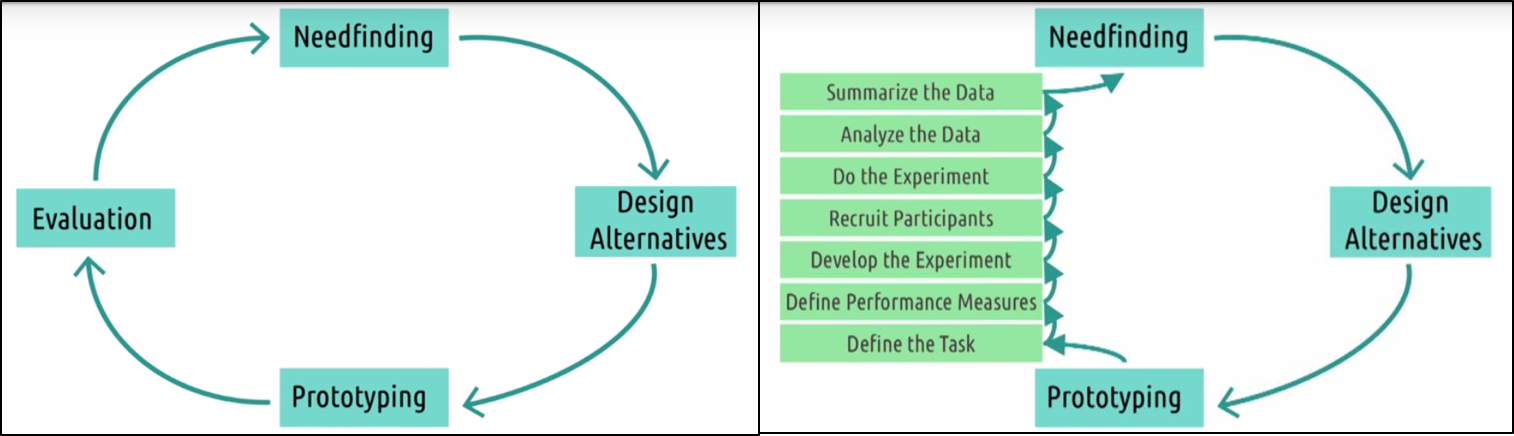 Needfinding
Design
Alternatives
Evaluation
Prototyping
Needfinding
Summarize the Data
Analyze the Data
Do the Experiment
Recruit Participants
Develop the Experiment
Define Performance Measures
Define the Task
Design
Alternatives
Prototyping